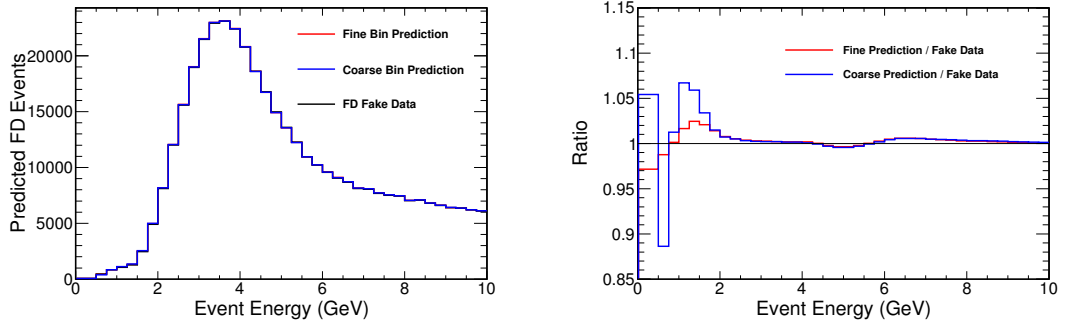 Predicted FD Events
20000
15000
10000
5000
0
Fine Bin Prediction
Coarse Bin Prediction
FD Fake Data
0 2 4 6 8 10
Event Energy (GeV)
Ratio
1.15
1.1
1.05
1
0.95
0.9
0.85
Fine Prediction / Fake Data
Coarse Prediction / Fake Data
0 2 4 6 8 10
Event Energy (GeV)